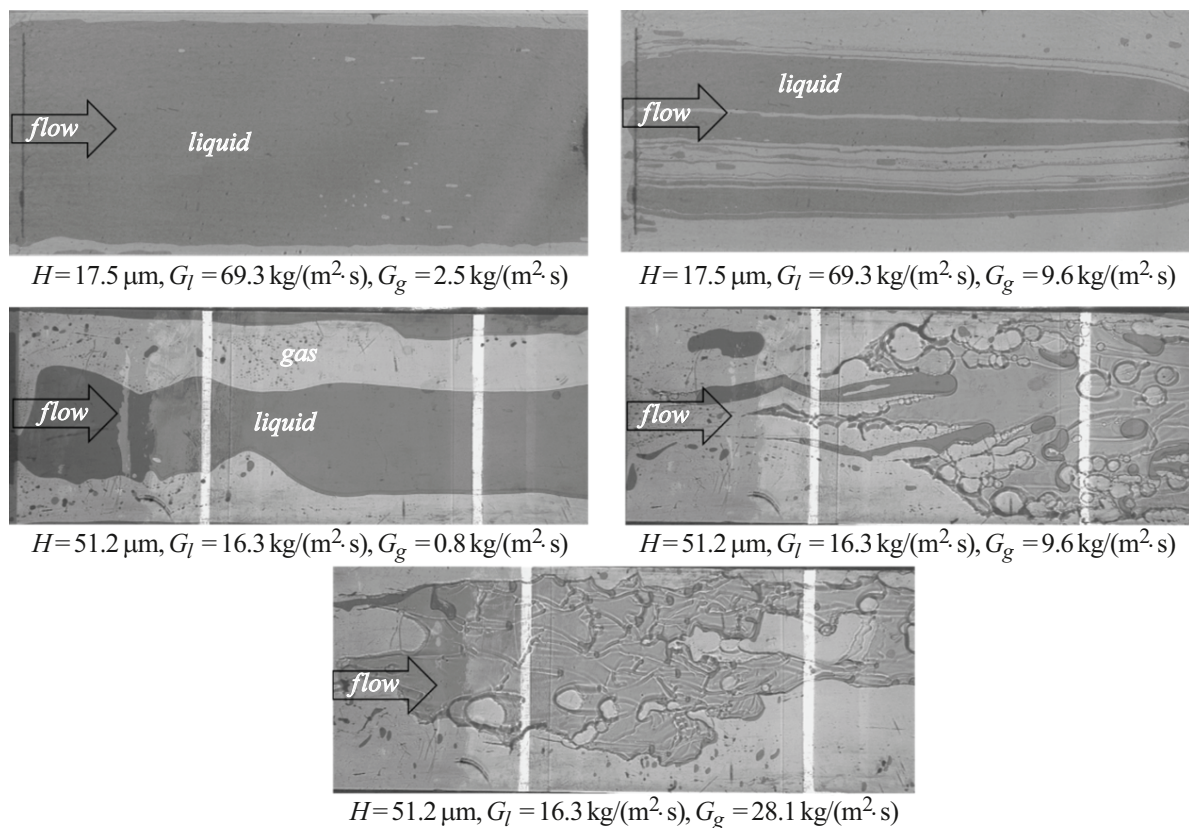 flow
liquid
H = 17.5 μm, G_l = 69.3 kg/(m²· s), G_g = 2.5 kg/(m²· s)
liquid
flow
H = 17.5 μm, G_l = 69.3 kg/(m²· s), G_g = 9.6 kg/(m²· s)
gas
flow
liquid
H = 51.2 μm, G_l = 16.3 kg/(m²· s), G_g = 0.8 kg/(m²· s)
flow
H = 51.2 μm, G_l = 16.3 kg/(m²· s), G_g = 9.6 kg/(m²· s)
flow
H = 51.2 μm, G_l = 16.3 kg/(m²· s), G_g = 28.1 kg/(m²· s)